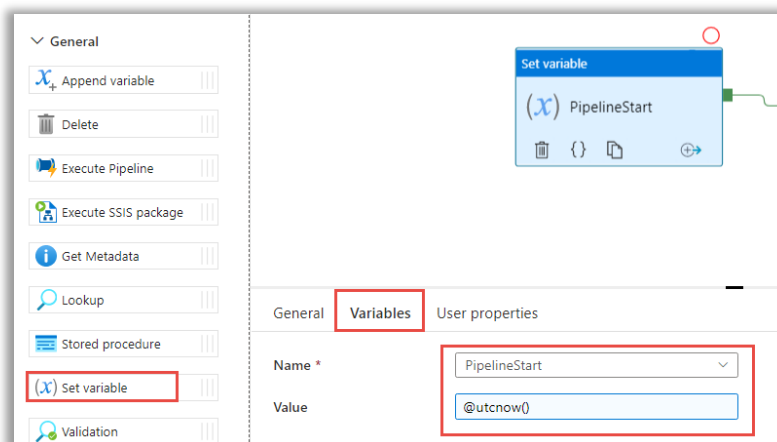 General
Append variable
Delete
Execute Pipeline
Execute SSIS package
Get Metadata
Lookup
Stored procedure
(x) Set variable
Validation
Set variable
(x) PipelineStart
{}
General Variables User properties
Name * PipelineStart
Value @utcnow()